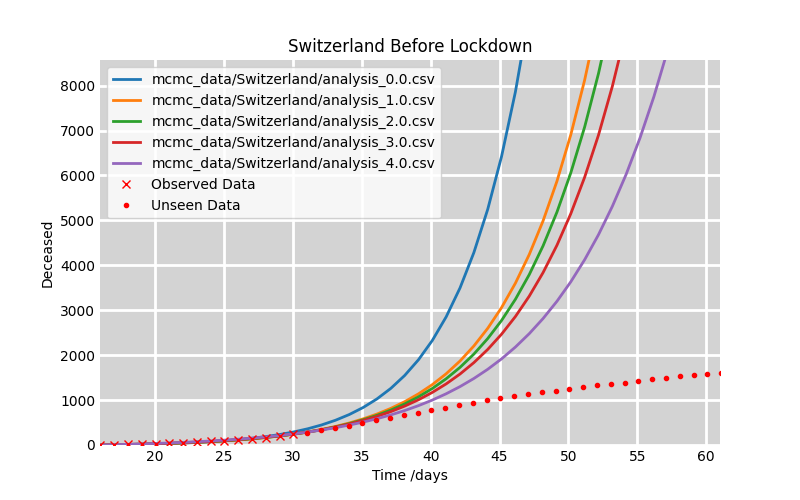 Switzerland Before Lockdown
mcmc_data/Switzerland/analysis_0.0.csv
mcmc_data/Switzerland/analysis_1.0.csv
mcmc_data/Switzerland/analysis_2.0.csv
mcmc_data/Switzerland/analysis_3.0.csv
mcmc_data/Switzerland/analysis_4.0.csv
Observed Data
Unseen Data
Deceased
8000
7000
6000
5000
4000
3000
2000
1000
0
20 25 30 35 40 45 50 55 60
Time /days